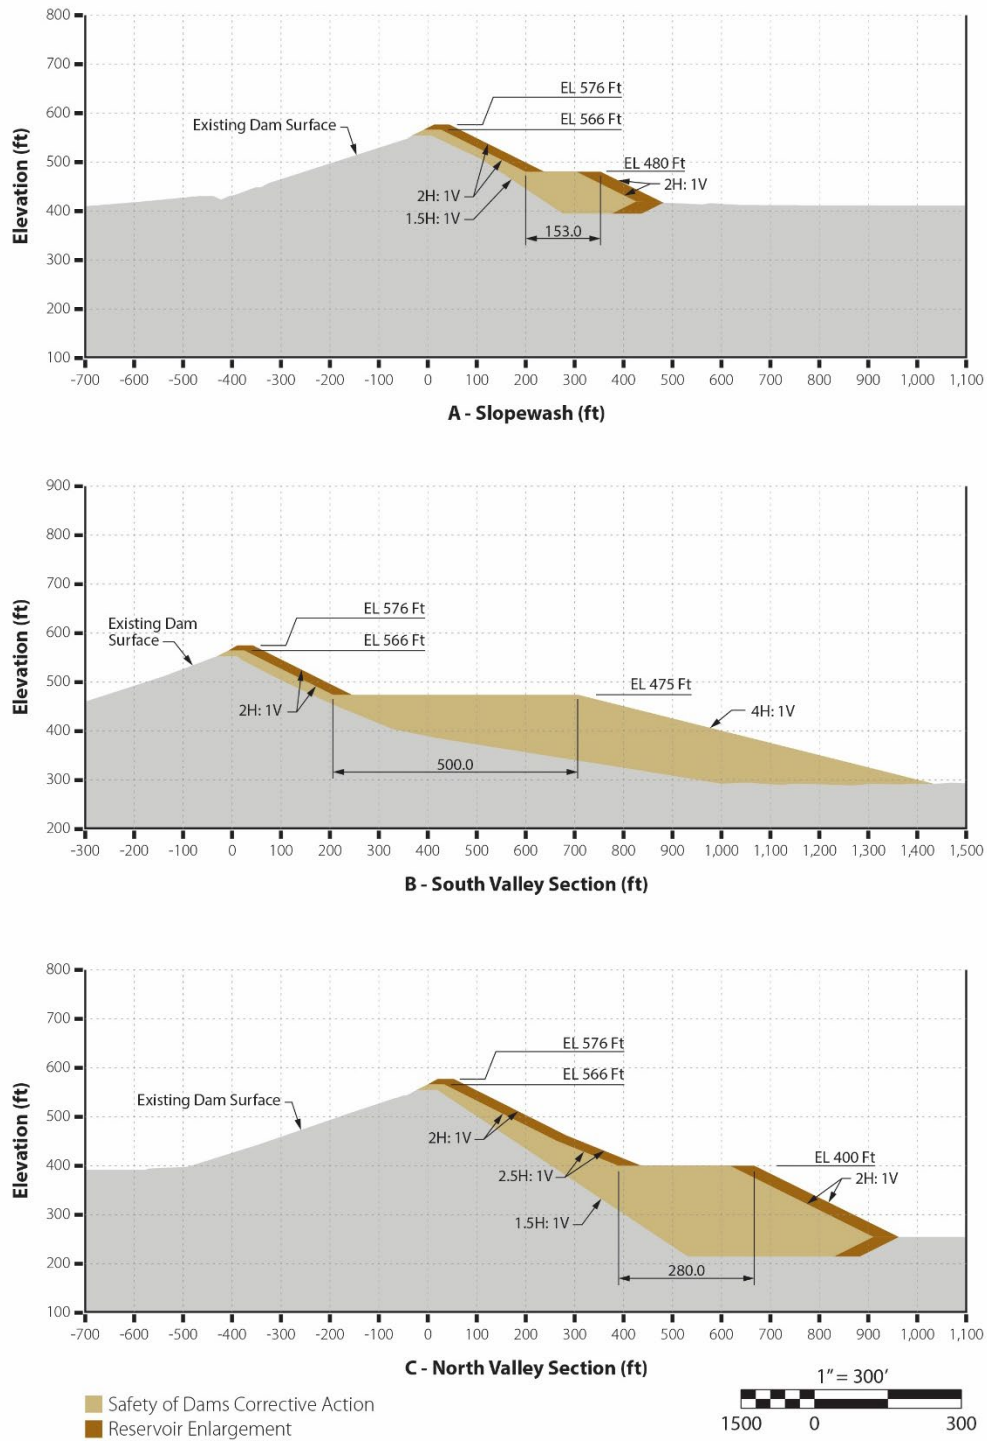 800
700
600
500
400
300
200
100
Elevation (ft)
EL 576 Ft
EL 566 Ft
Existing Dam Surface
EL 480 Ft
2H: 1V
2H: 1V
1.5H: 1V
153.0
-700 -600 -500 -400 -300 -200 -100 0 100 200 300 400 500 600 700 800 900 1,000 1,100
A - Slopewash (ft)
900
800
700
600
500
400
300
200
Elevation (ft)
EL 576 Ft
Existing Dam
Surface
EL 566 Ft
EL 475 Ft
2H: 1V
4H: 1V
500.0
-300 -200 -100 0 100 200 300 400 500 600 700 800 900 1,000 1,100 1,200 1,300 1,400 1,500
B - South Valley Section (ft)
800
700
600
500
400
300
200
100
Elevation (ft)
EL 576 Ft
EL 566 Ft
Existing Dam Surface
2H: 1V
EL 400 Ft
2.5H: 1V
2H: 1V
1.5H: 1V
280.0
-700 -600 -500 -400 -300 -200 -100 0 100 200 300 400 500 600 700 800 900 1,000 1,100
C - North Valley Section (ft)
Safety of Dams Corrective Action
Reservoir Enlargement
1” = 300’
1500 0 300